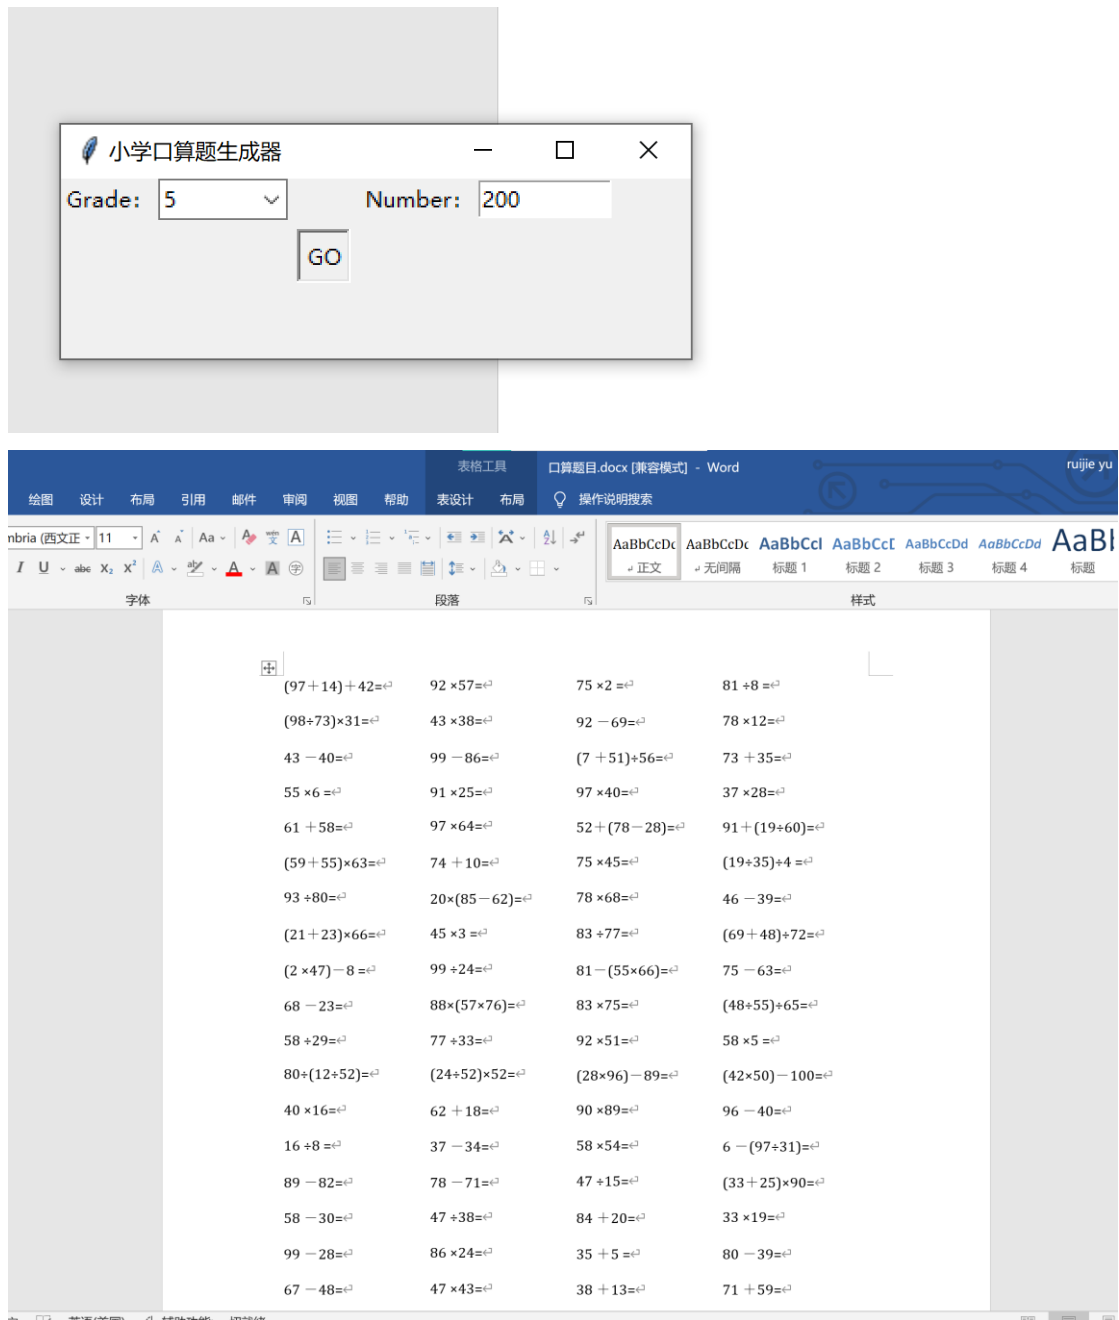 小学口算题生成器
Grade: 5 Number: 200
GO
表格工具 口算题目.docx [兼容模式] - Word ruijie yu
绘图 设计 布局 引用 邮件 审阅 视图 帮助 表设计 布局 操作说明搜索
mbria (西文正 11 Aa
AaBbCcDc AaBbCcDc AaBbCcI AaBbCcE AaBbCcDd AaBbCcDd AaBI
正文 无间隔 标题 1 标题 2 标题 3 标题 4 标题
字体 段落 样式
(97＋14)＋42= 92 ×57= 75 ×2 = 81 ÷8 =
(98÷73)×31= 43 ×38= 92 －69= 78 ×12=
43 －40= 99 －86= (7 ＋51)÷56= 73 ＋35=
55 ×6 = 91 ×25= 97 ×40= 37 ×28=
61 ＋58= 97 ×64= 52＋(78－28)= 91＋(19÷60)=
(59＋55)×63= 74 ＋10= 75 ×45= (19÷35)÷4 =
93 ÷80= 20×(85－62)= 78 ×68= 46 －39=
(21＋23)×66= 45 ×3 = 83 ÷77= (69＋48)÷72=
(2 ×47)－8 = 99 ÷24= 81－(55×66)= 75 －63=
68 －23= 88×(57×76)= 83 ×75= (48÷55)÷65=
58 ÷29= 77 ÷33= 92 ×51= 58 ×5 =
80÷(12÷52)= (24÷52)×52= (28×96)－89= (42×50)－100=
40 ×16= 62 ＋18= 90 ×89= 96 －40=
16 ÷8 = 37 －34= 58 ×54= 6 －(97÷31)=
89 －82= 78 －71= 47 ÷15= (33＋25)×90=
58 －30= 47 ÷38= 84 ＋20= 33 ×19=
99 －28= 86 ×24= 35 ＋5 = 80 －39=
67 －48= 47 ×43= 38 ＋13= 71 ＋59=